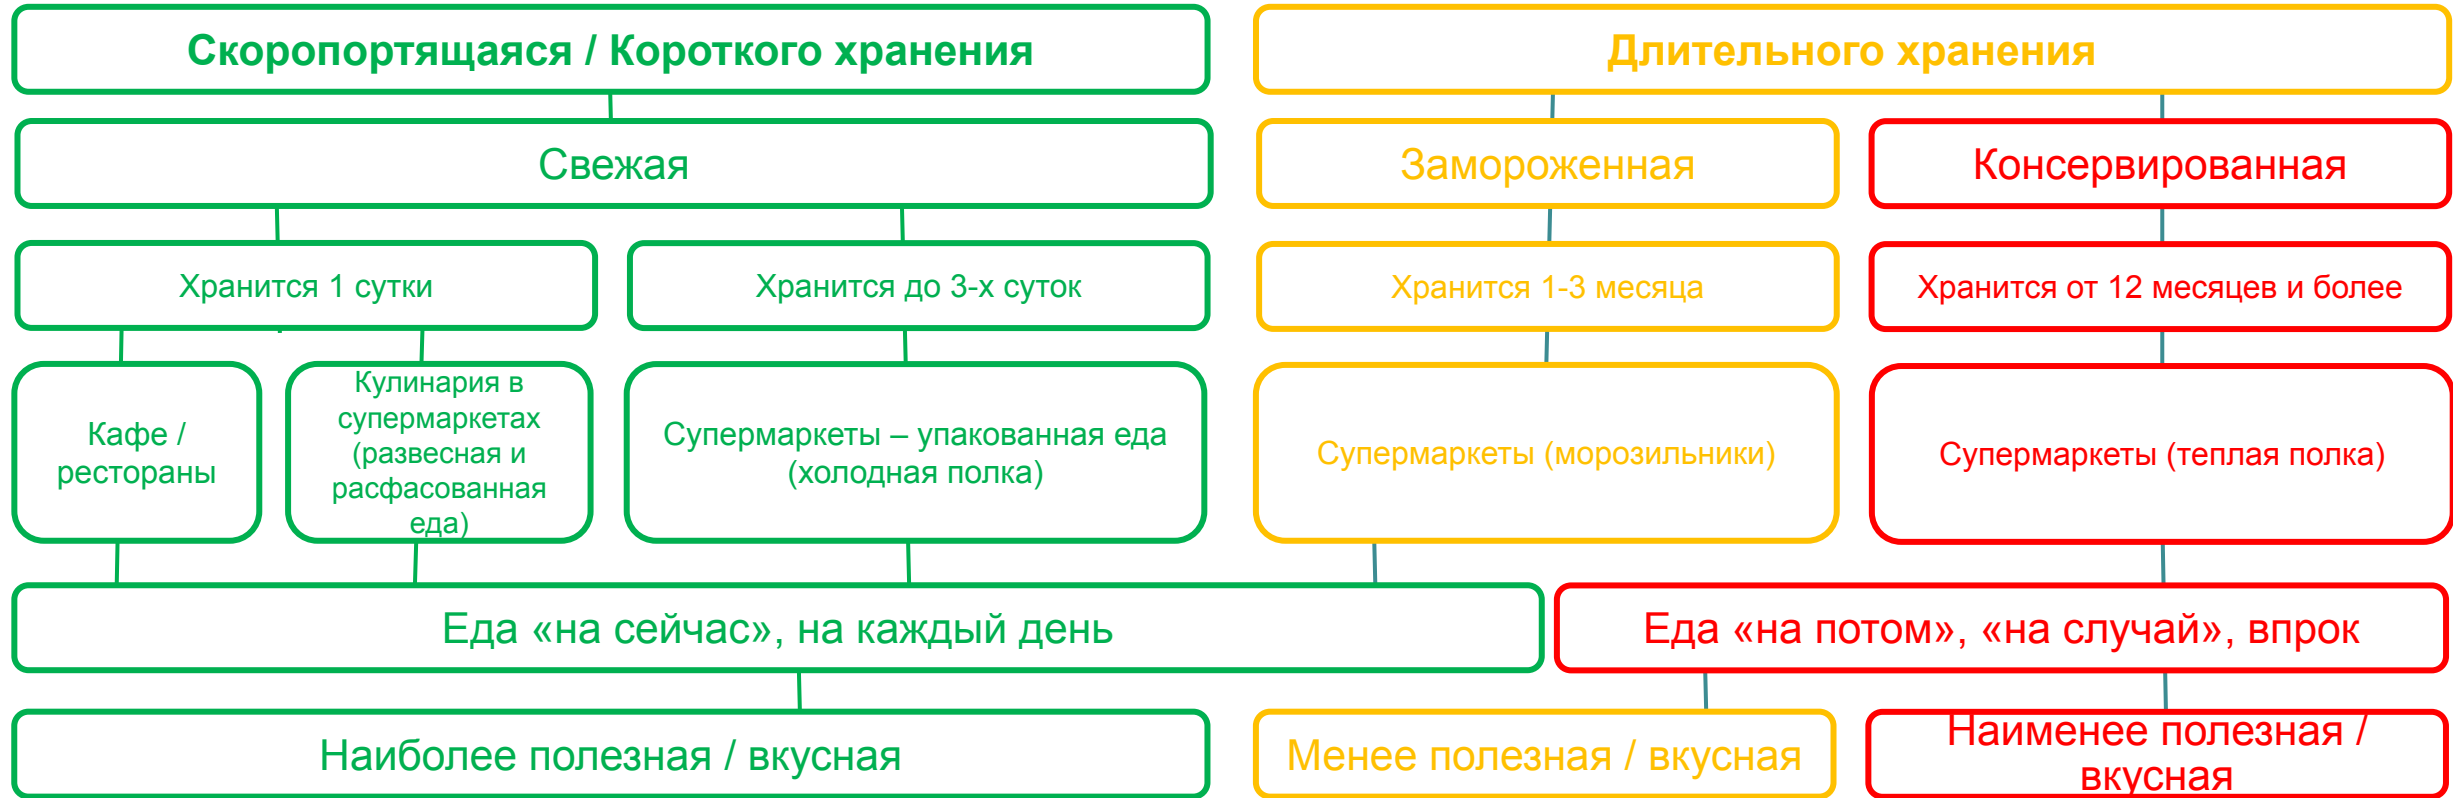 Скоропортящаяся / Короткого хранения
Длительного хранения
Свежая
Замороженная
Консервированная
Хранится 1 сутки
Хранится до 3-х суток
Хранится 1-3 месяца
Хранится от 12 месяцев и более
Кафе /
рестораны
Кулинария в
супермаркетах
(развесная и
расфасованная
еда)
Супермаркеты – упакованная еда
(холодная полка)
Супермаркеты (морозильники)
Супермаркеты (теплая полка)
Еда «на сейчас», на каждый день
Еда «на потом», «на случай», впрок
Наиболее полезная / вкусная
Менее полезная / вкусная
Наименее полезная /
вкусная